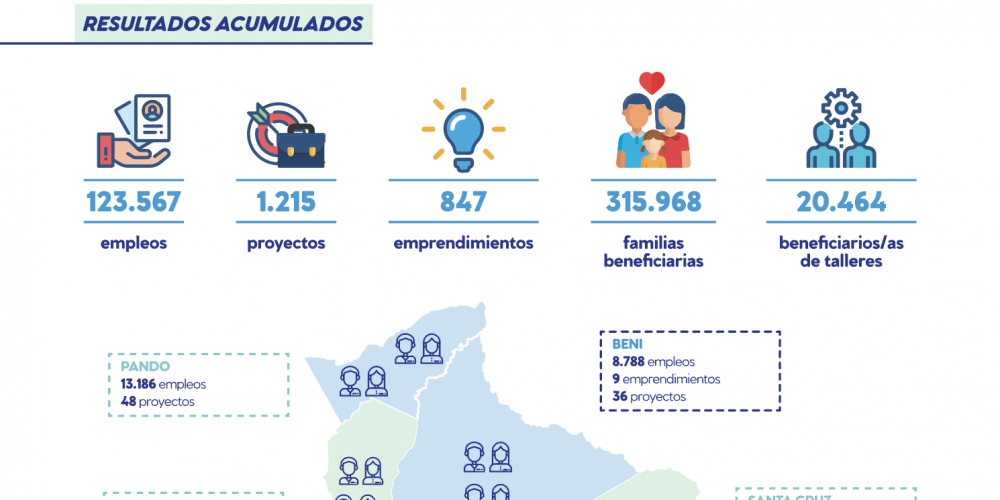 RESULTADOS ACUMULADOS
123.567
empleos
1.215
proyectos
847
emprendimientos
315.968
familias
beneficiarias
20.464
beneficiarios/as
de talleres
PANDO
13.186 empleos
48 proyectos
BENI
8.788 empleos
9 emprendimientos
36 proyectos
SANTA CRUZ